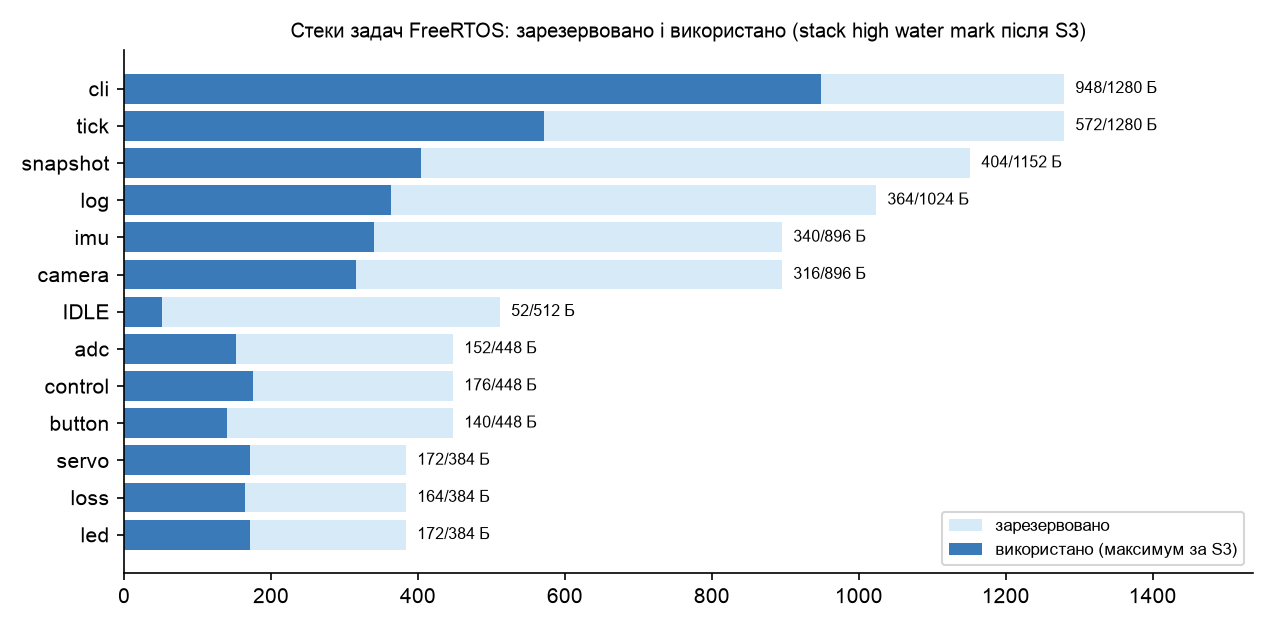 Стеки задач FreeRTOS: зарезервовано і використано (stack high water mark після S3)
cli 948/1280 Б
tick 572/1280 Б
snapshot 404/1152 Б
log 364/1024 Б
imu 340/896 Б
camera 316/896 Б
IDLE 52/512 Б
adc 152/448 Б
control 176/448 Б
button 140/448 Б
servo 172/384 Б
loss 164/384 Б
led 172/384 Б
зарезервовано
використано (максимум за S3)
0 200 400 600 800 1000 1200 1400